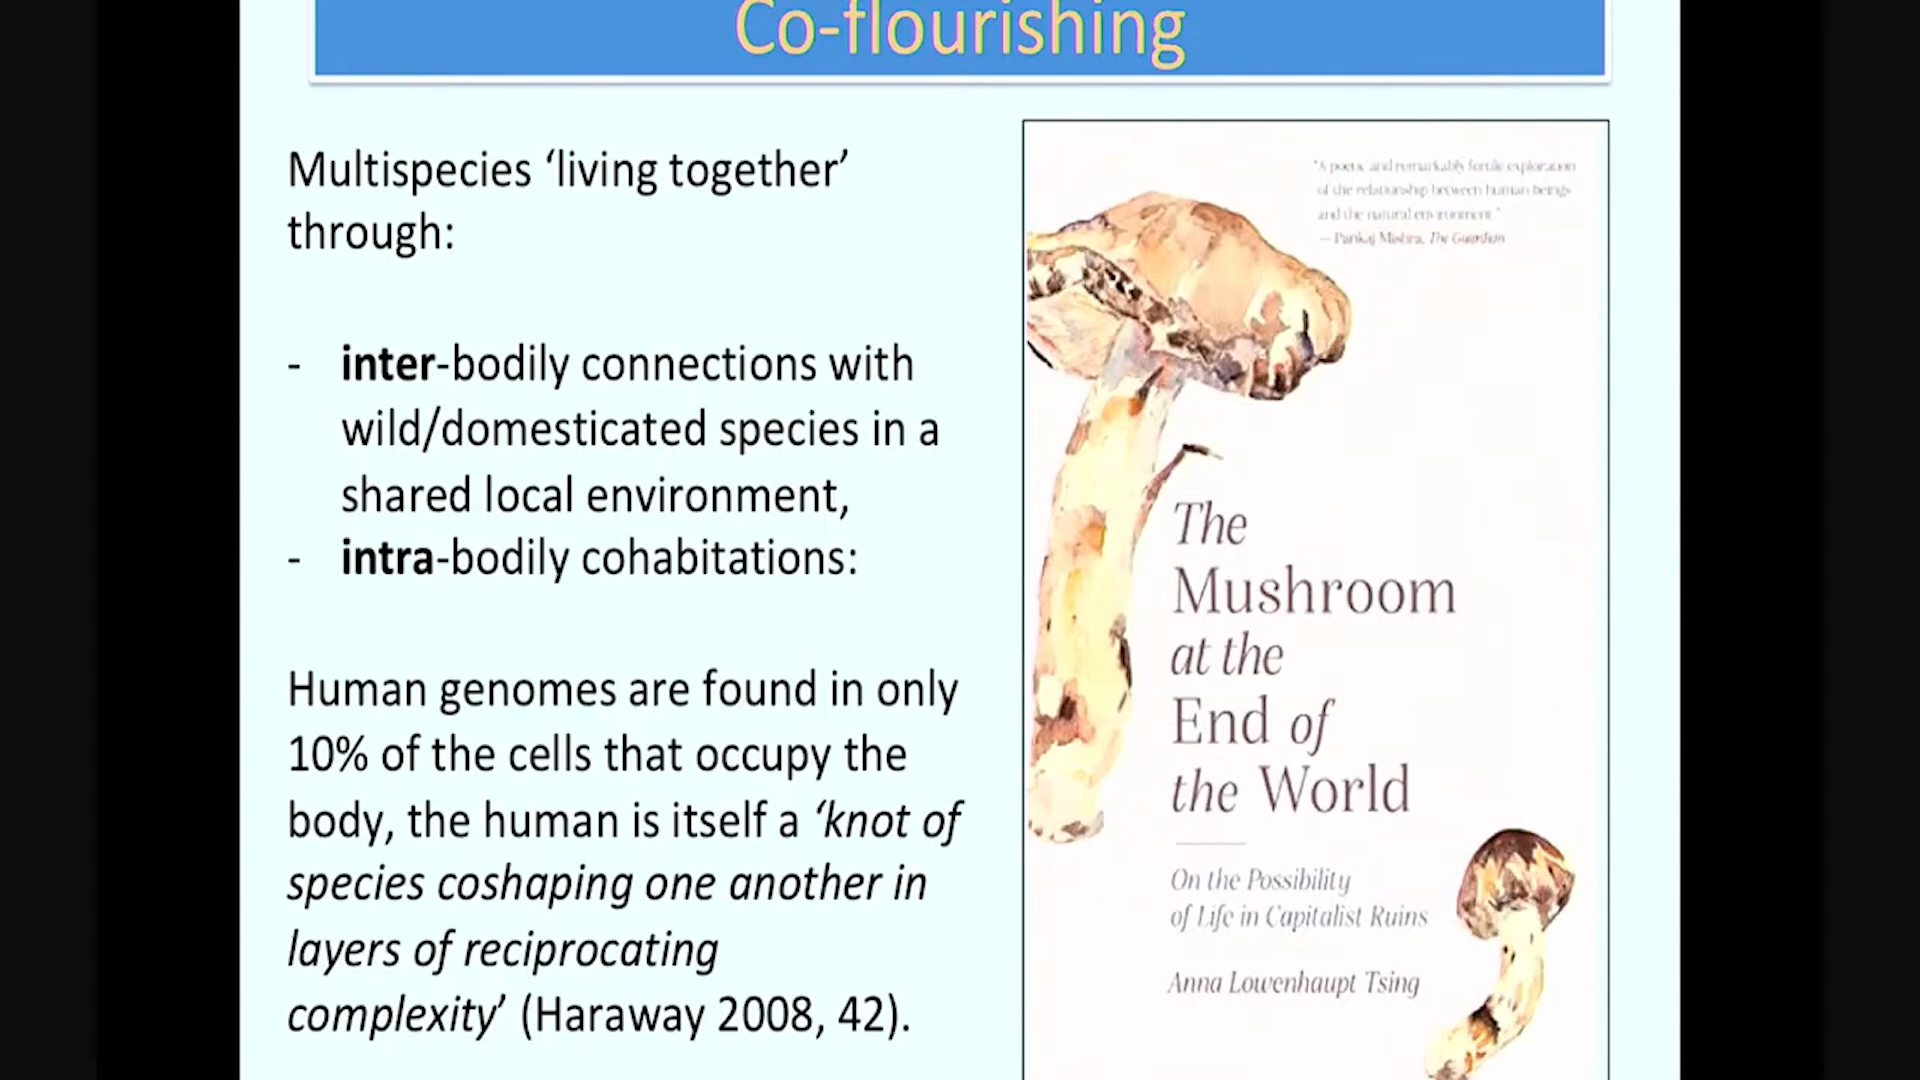 Co-flourishing
Multispecies ‘living together’
through:
- inter-bodily connections with
wild/domesticated species in a
shared local environment,
- intra-bodily cohabitations:
Human genomes are found in only
10% of the cells that occupy the
body, the human is itself a ‘knot of
species coshaping one another in
layers of reciprocating
complexity’ (Haraway 2008, 42).
"A poetic and remarkably fertile exploration
of the relationship between human beings
and the natural environment."
— Pankaj Mishra, The Guardian
The
Mushroom
at the
End of
the World
On the Possibility
of Life in Capitalist Ruins
Anna Lowenhaupt Tsing